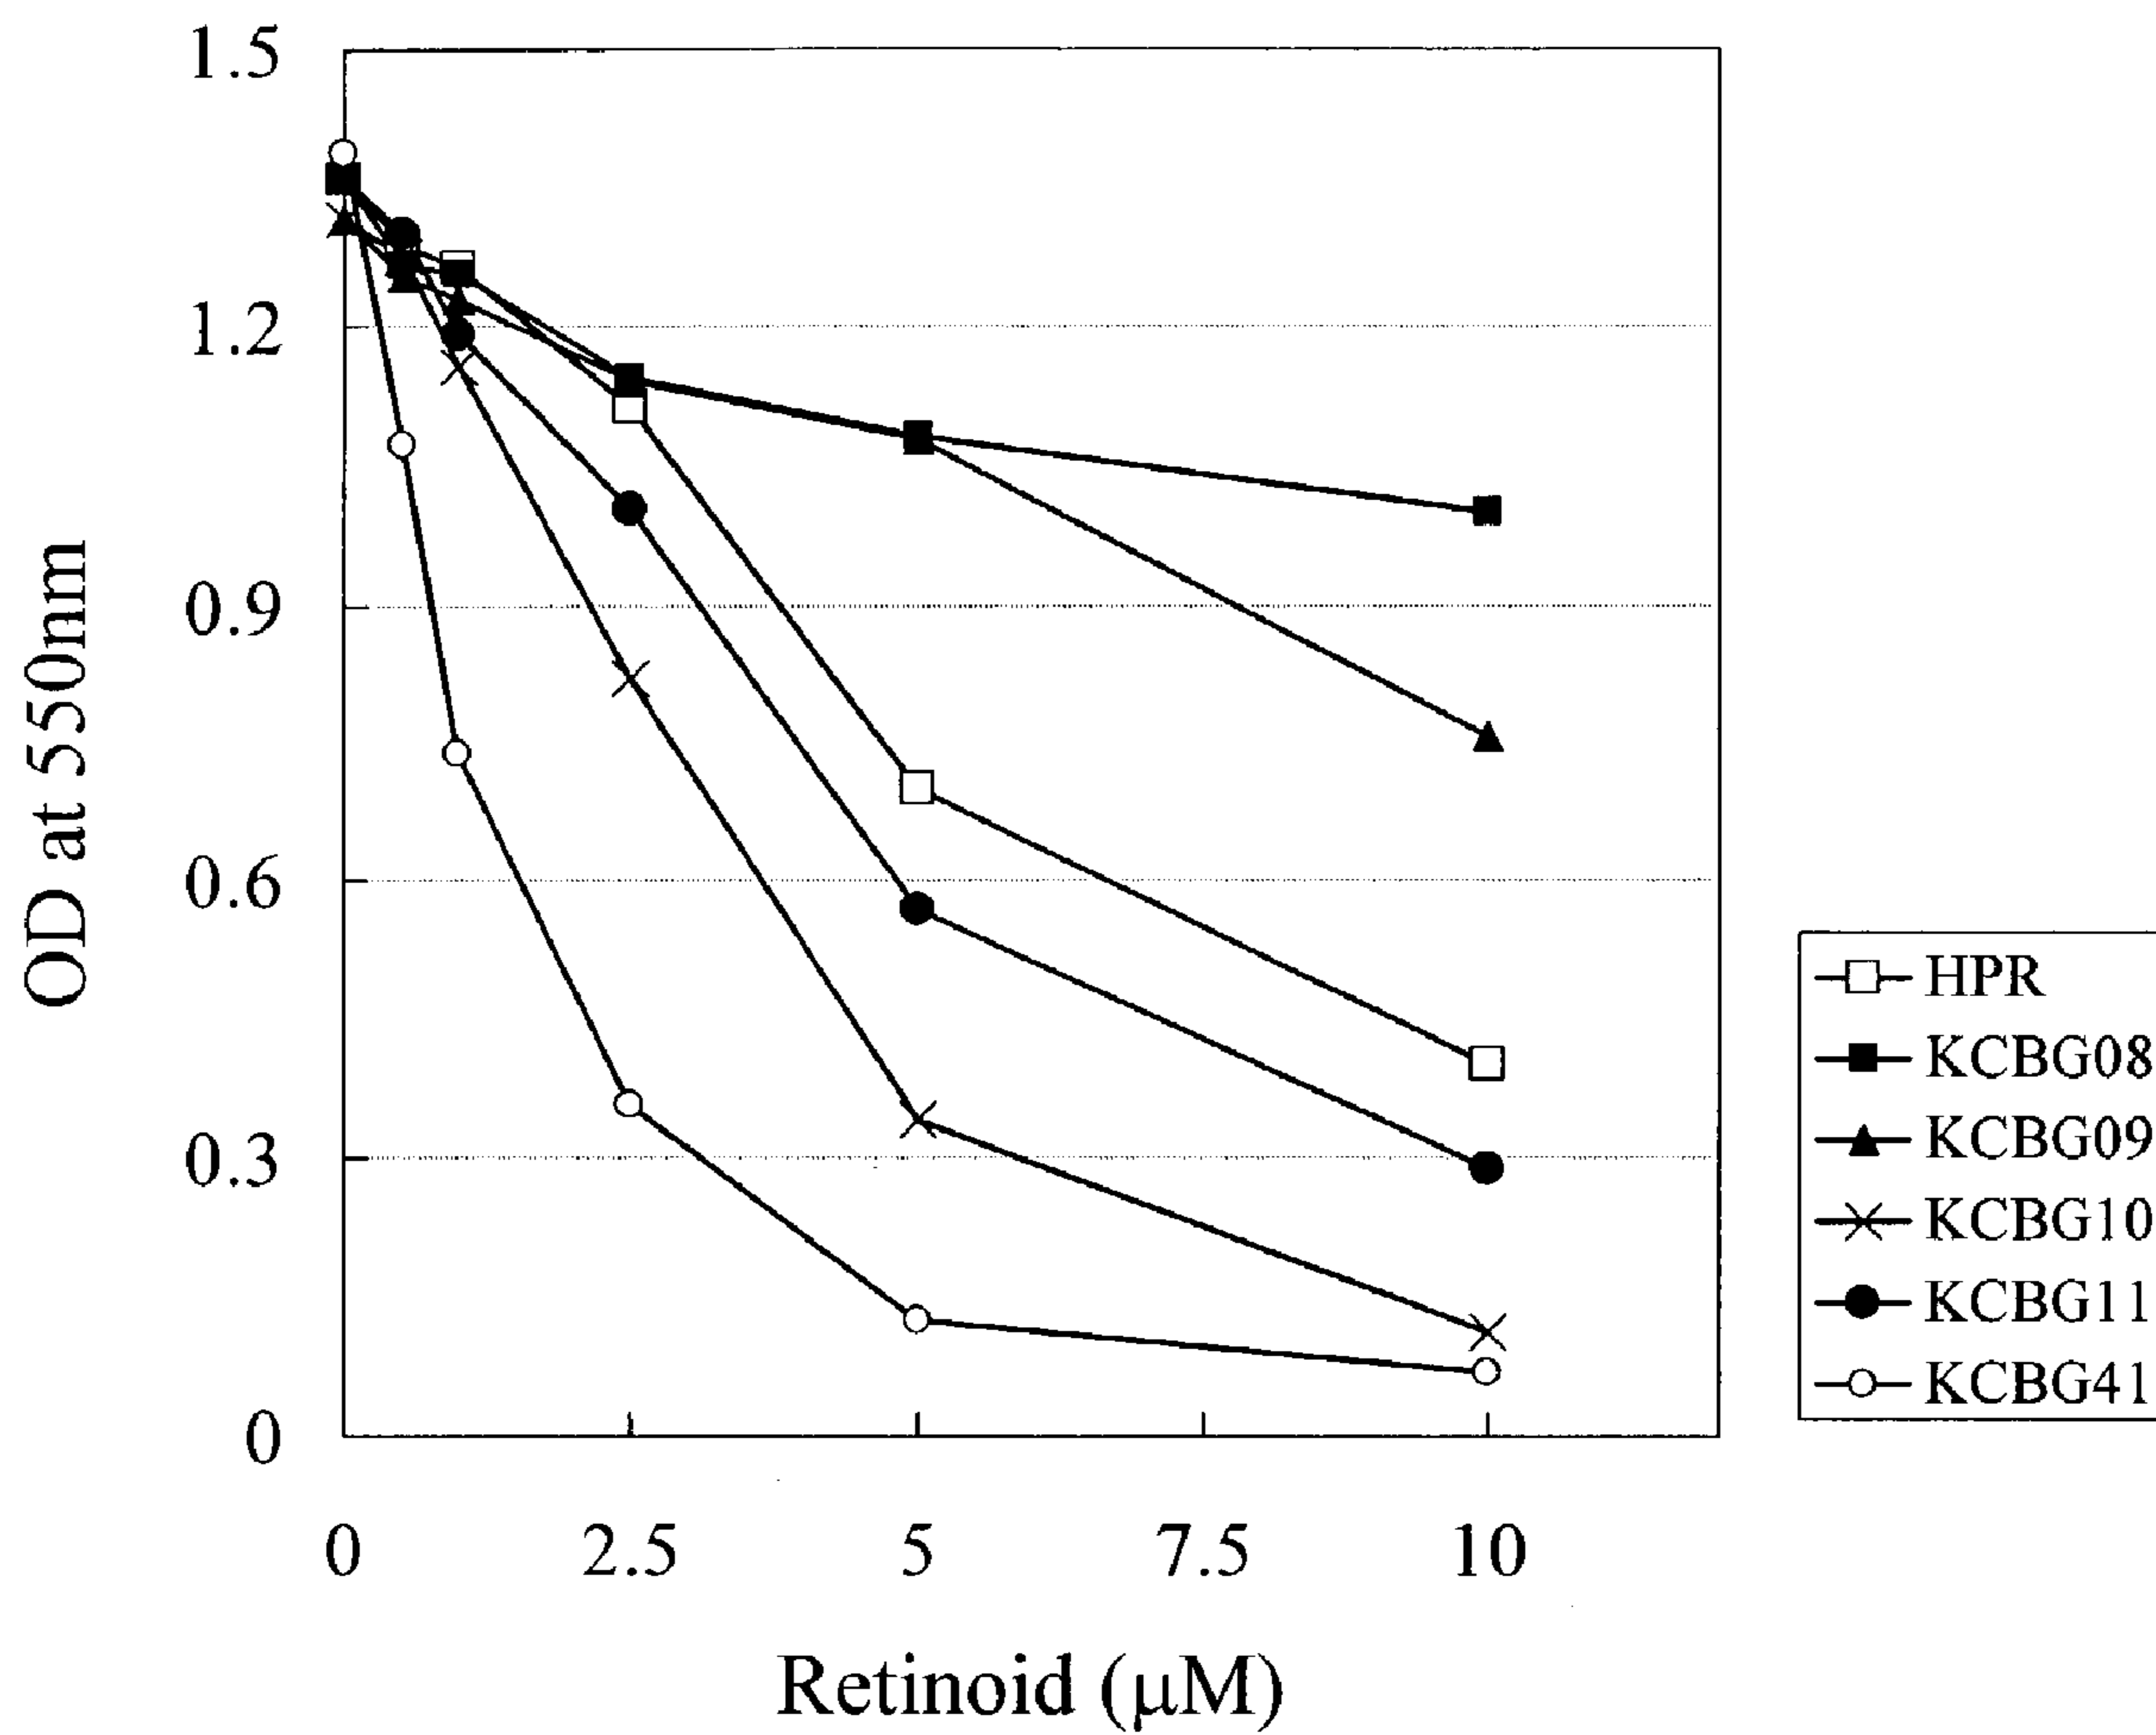 1.5
1.2
0.9
0.6
0.3
0
OD at 550nm
0 2.5 5 7.5 10
Retinoid (μM)
HPR
KCBG08
KCBG09
KCBG10
KCBG11
KCBG41